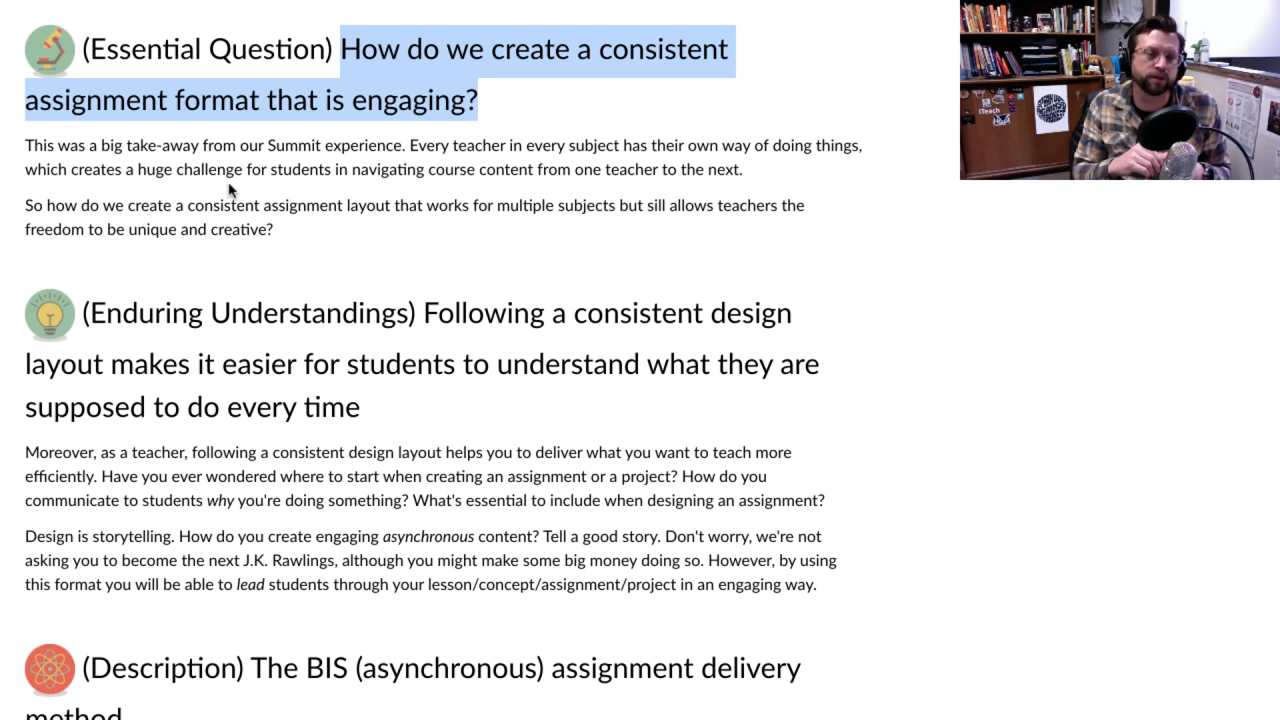 (Essential Question) How do we create a consistent
assignment format that is engaging?
This was a big take-away from our Summit experience. Every teacher in every subject has their own way of doing things,
which creates a huge challenge for students in navigating course content from one teacher to the next.
So how do we create a consistent assignment layout that works for multiple subjects but sill allows teachers the
freedom to be unique and creative?
(Enduring Understandings) Following a consistent design
layout makes it easier for students to understand what they are
supposed to do every time
Moreover, as a teacher, following a consistent design layout helps you to deliver what you want to teach more
efficiently. Have you ever wondered where to start when creating an assignment or a project? How do you
communicate to students why you're doing something? What's essential to include when designing an assignment?
Design is storytelling. How do you create engaging asynchronous content? Tell a good story. Don't worry, we're not
asking you to become the next J.K. Rawlings, although you might make some big money doing so. However, by using
this format you will be able to lead students through your lesson/concept/assignment/project in an engaging way.
(Description) The BIS (asynchronous) assignment delivery
method
iTeach